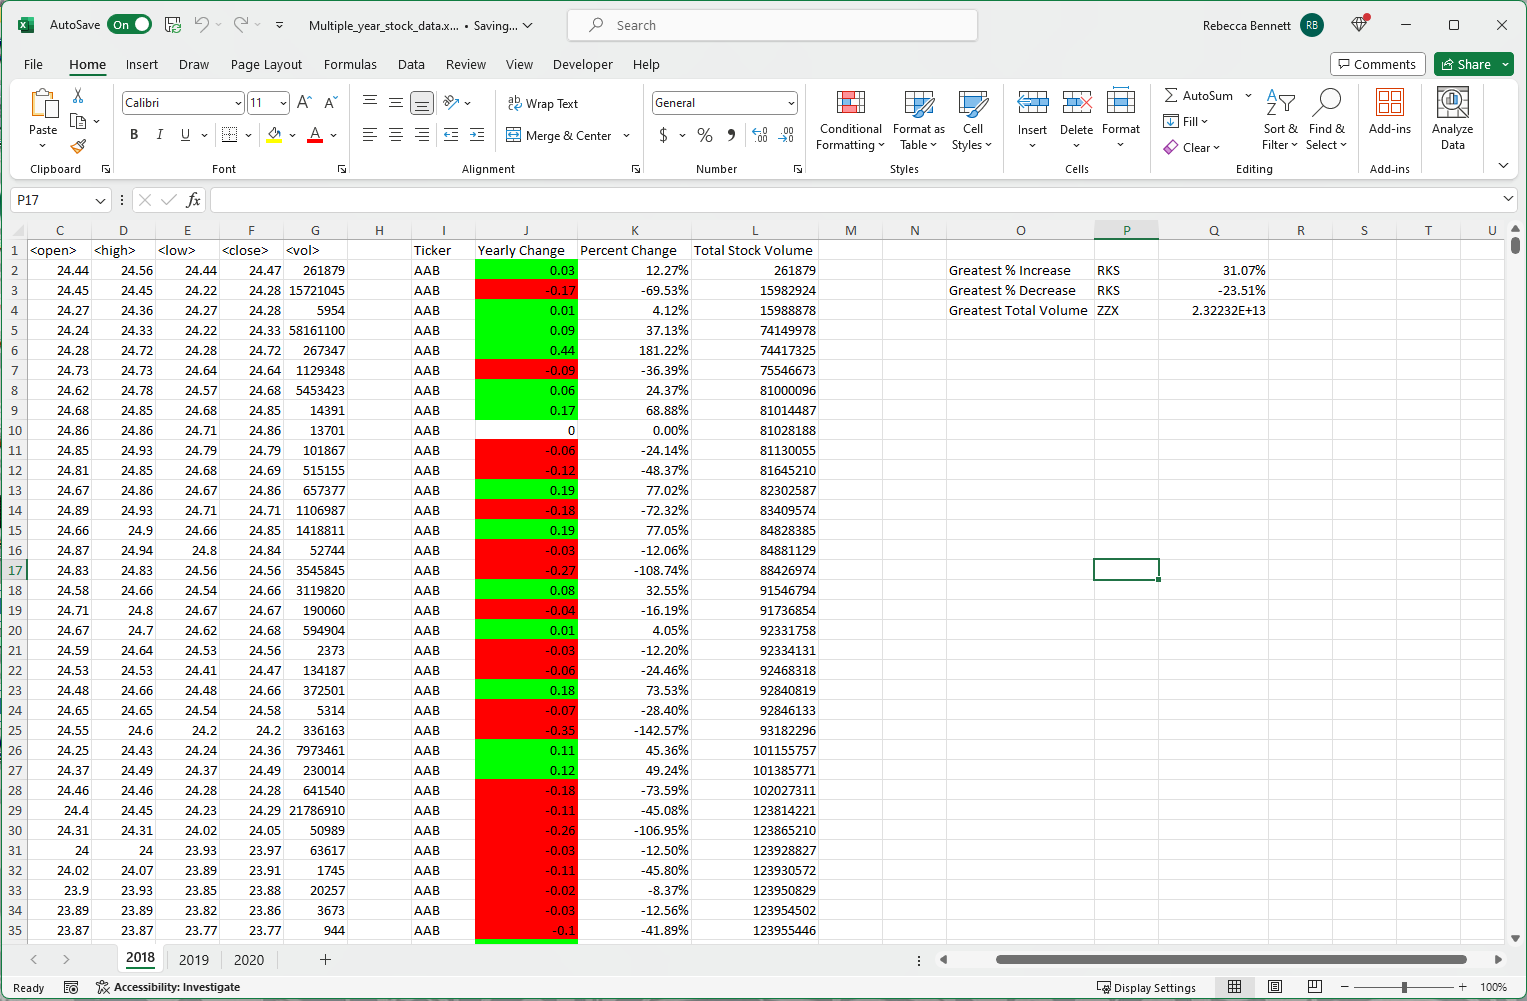 AutoSave On Multiple_year_stock_data.x... • Saving... Search Rebecca Bennett RB
File Home Insert Draw Page Layout Formulas Data Review View Developer Help Comments Share
Paste Clipboard
Calibri 11 B I U A Font
ab Wrap Text Merge & Center Alignment
General $ % Number
Conditional Formatting Format as Table Cell Styles Styles
Insert Delete Format Cells
AutoSum Fill Clear Sort & Filter Find & Select Editing
Add-ins Add-ins
Analyze Data
P17 fx
C D E F G H I J K L M N O P Q R S T U
1 <open> <high> <low> <close> <vol> Ticker Yearly Change Percent Change Total Stock Volume
2 24.44 24.56 24.44 24.47 261879 AAB 0.03 12.27% 261879 Greatest % Increase RKS 31.07%
3 24.45 24.45 24.22 24.28 15721045 AAB -0.17 -69.53% 15982924 Greatest % Decrease RKS -23.51%
4 24.27 24.36 24.27 24.28 5954 AAB 0.01 4.12% 15988878 Greatest Total Volume ZZX 2.32232E+13
5 24.24 24.33 24.22 24.33 58161100 AAB 0.09 37.13% 74149978
6 24.28 24.72 24.28 24.72 267347 AAB 0.44 181.22% 74417325
7 24.73 24.73 24.64 24.64 1129348 AAB -0.09 -36.39% 75546673
8 24.62 24.78 24.57 24.68 5453423 AAB 0.06 24.37% 81000096
9 24.68 24.85 24.68 24.85 14391 AAB 0.17 68.88% 81014487
10 24.86 24.86 24.71 24.86 13701 AAB 0 0.00% 81028188
11 24.85 24.93 24.79 24.79 101867 AAB -0.06 -24.14% 81130055
12 24.81 24.85 24.68 24.69 515155 AAB -0.12 -48.37% 81645210
13 24.67 24.86 24.67 24.86 657377 AAB 0.19 77.02% 82302587
14 24.89 24.93 24.71 24.71 1106987 AAB -0.18 -72.32% 83409574
15 24.66 24.9 24.66 24.85 1418811 AAB 0.19 77.05% 84828385
16 24.87 24.94 24.8 24.84 52744 AAB -0.03 -12.06% 84881129
17 24.83 24.83 24.56 24.56 3545845 AAB -0.27 -108.74% 88426974
18 24.58 24.66 24.54 24.66 3119820 AAB 0.08 32.55% 91546794
19 24.71 24.8 24.67 24.67 190060 AAB -0.04 -16.19% 91736854
20 24.67 24.7 24.62 24.68 594904 AAB 0.01 4.05% 92331758
21 24.59 24.64 24.53 24.56 2373 AAB -0.03 -12.20% 92334131
22 24.53 24.53 24.41 24.47 134187 AAB -0.06 -24.46% 92468318
23 24.48 24.66 24.48 24.66 372501 AAB 0.18 73.53% 92840819
24 24.65 24.65 24.54 24.58 5314 AAB -0.07 -28.40% 92846133
25 24.55 24.6 24.2 24.2 336163 AAB -0.35 -142.57% 93182296
26 24.25 24.43 24.24 24.36 7973461 AAB 0.11 45.36% 101155757
27 24.37 24.49 24.37 24.49 230014 AAB 0.12 49.24% 101385771
28 24.46 24.46 24.28 24.28 641540 AAB -0.18 -73.59% 102027311
29 24.4 24.45 24.23 24.29 21786910 AAB -0.11 -45.08% 123814221
30 24.31 24.31 24.02 24.05 50989 AAB -0.26 -106.95% 123865210
31 24 24 23.93 23.97 63617 AAB -0.03 -12.50% 123928827
32 24.02 24.07 23.89 23.91 1745 AAB -0.11 -45.80% 123930572
33 23.9 23.93 23.85 23.88 20257 AAB -0.02 -8.37% 123950829
34 23.89 23.89 23.82 23.86 3673 AAB -0.03 -12.56% 123954502
35 23.87 23.87 23.77 23.77 944 AAB -0.1 -41.89% 123955446
2018 2019 2020
Ready Accessibility: Investigate Display Settings 100%